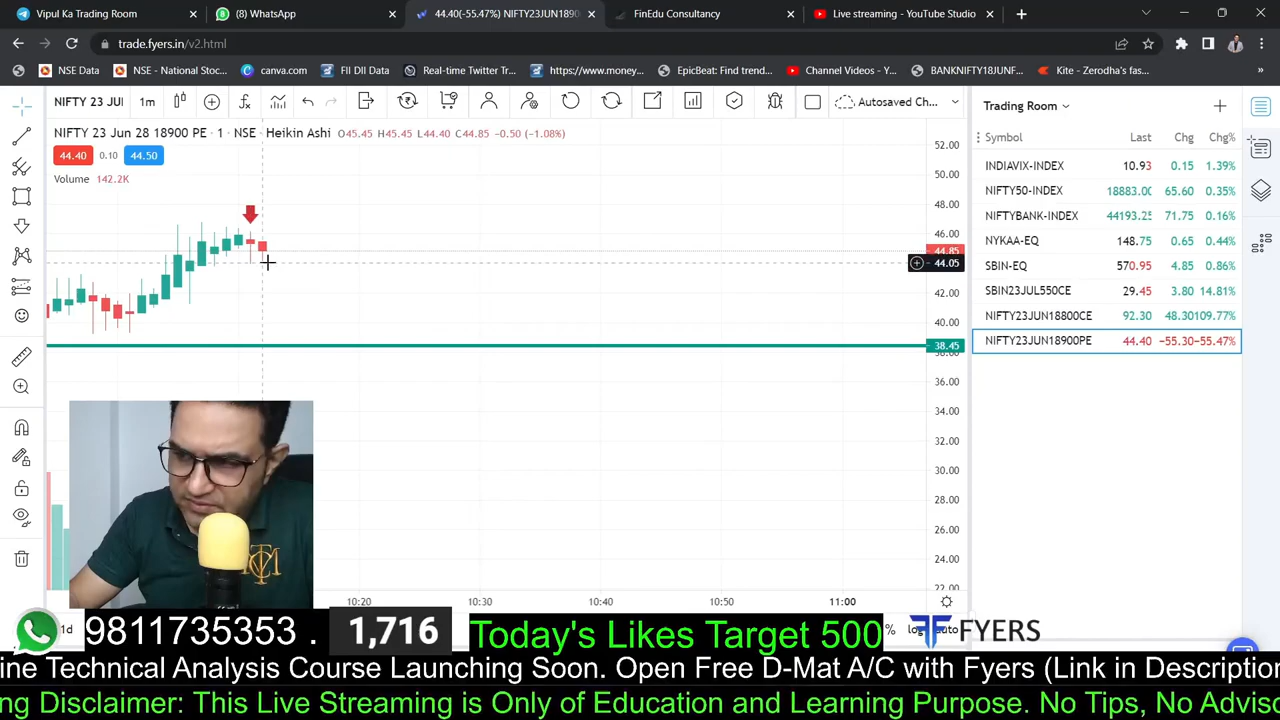 Vipul Ka Trading Room
(8) WhatsApp
44.40(-55.47%) NIFTY23JUN1890
FinEdu Consultancy
Live streaming - YouTube Studio
trade.fyers.in/v2.html
NSE Data
NSE - National Stoc...
canva.com
FII DII Data
Real-time Twitter Tr...
https://www.money...
EpicBeat: Find trend...
Channel Videos - Y...
BANKNIFTY18JUNF...
Kite - Zerodha's fas...
NIFTY 23 JUI
1m
Autosaved Ch...
Trading Room
NIFTY 23 Jun 28 18900 PE · 1 · NSE
Heikin Ashi O45.45 H45.45 L44.40 C44.85 −0.50 (−1.08%)
44.40
0.10
44.50
Volume 142.2K
52.00
50.00
48.00
46.00
44.85
44.05
42.00
40.00
38.45
38.00
36.00
34.00
32.00
30.00
28.00
26.00
24.00
22.00
10:20
10:30
10:40
10:50
11:00
Symbol Last Chg Chg%
INDIAVIX-INDEX 10.93 0.15 1.39%
NIFTY50-INDEX 18883.00 65.60 0.35%
NIFTYBANK-INDEX 44193.25 71.75 0.16%
NYKAA-EQ 148.75 0.65 0.44%
SBIN-EQ 570.95 4.85 0.86%
SBIN23JUL550CE 29.45 3.80 14.81%
NIFTY23JUN18800CE 92.30 48.30 109.77%
NIFTY23JUN18900PE 44.40 −55.30 −55.47%
1d
%
log
auto
9811735353 .
1,716
Today's Likes Target 500
FYERS
ine Technical Analysis Course Launching Soon. Open Free D-Mat A/C with Fyers (Link in Description
ng Disclaimer: This Live Streaming is Only of Education and Learning Purpose. No Tips, No Adviso